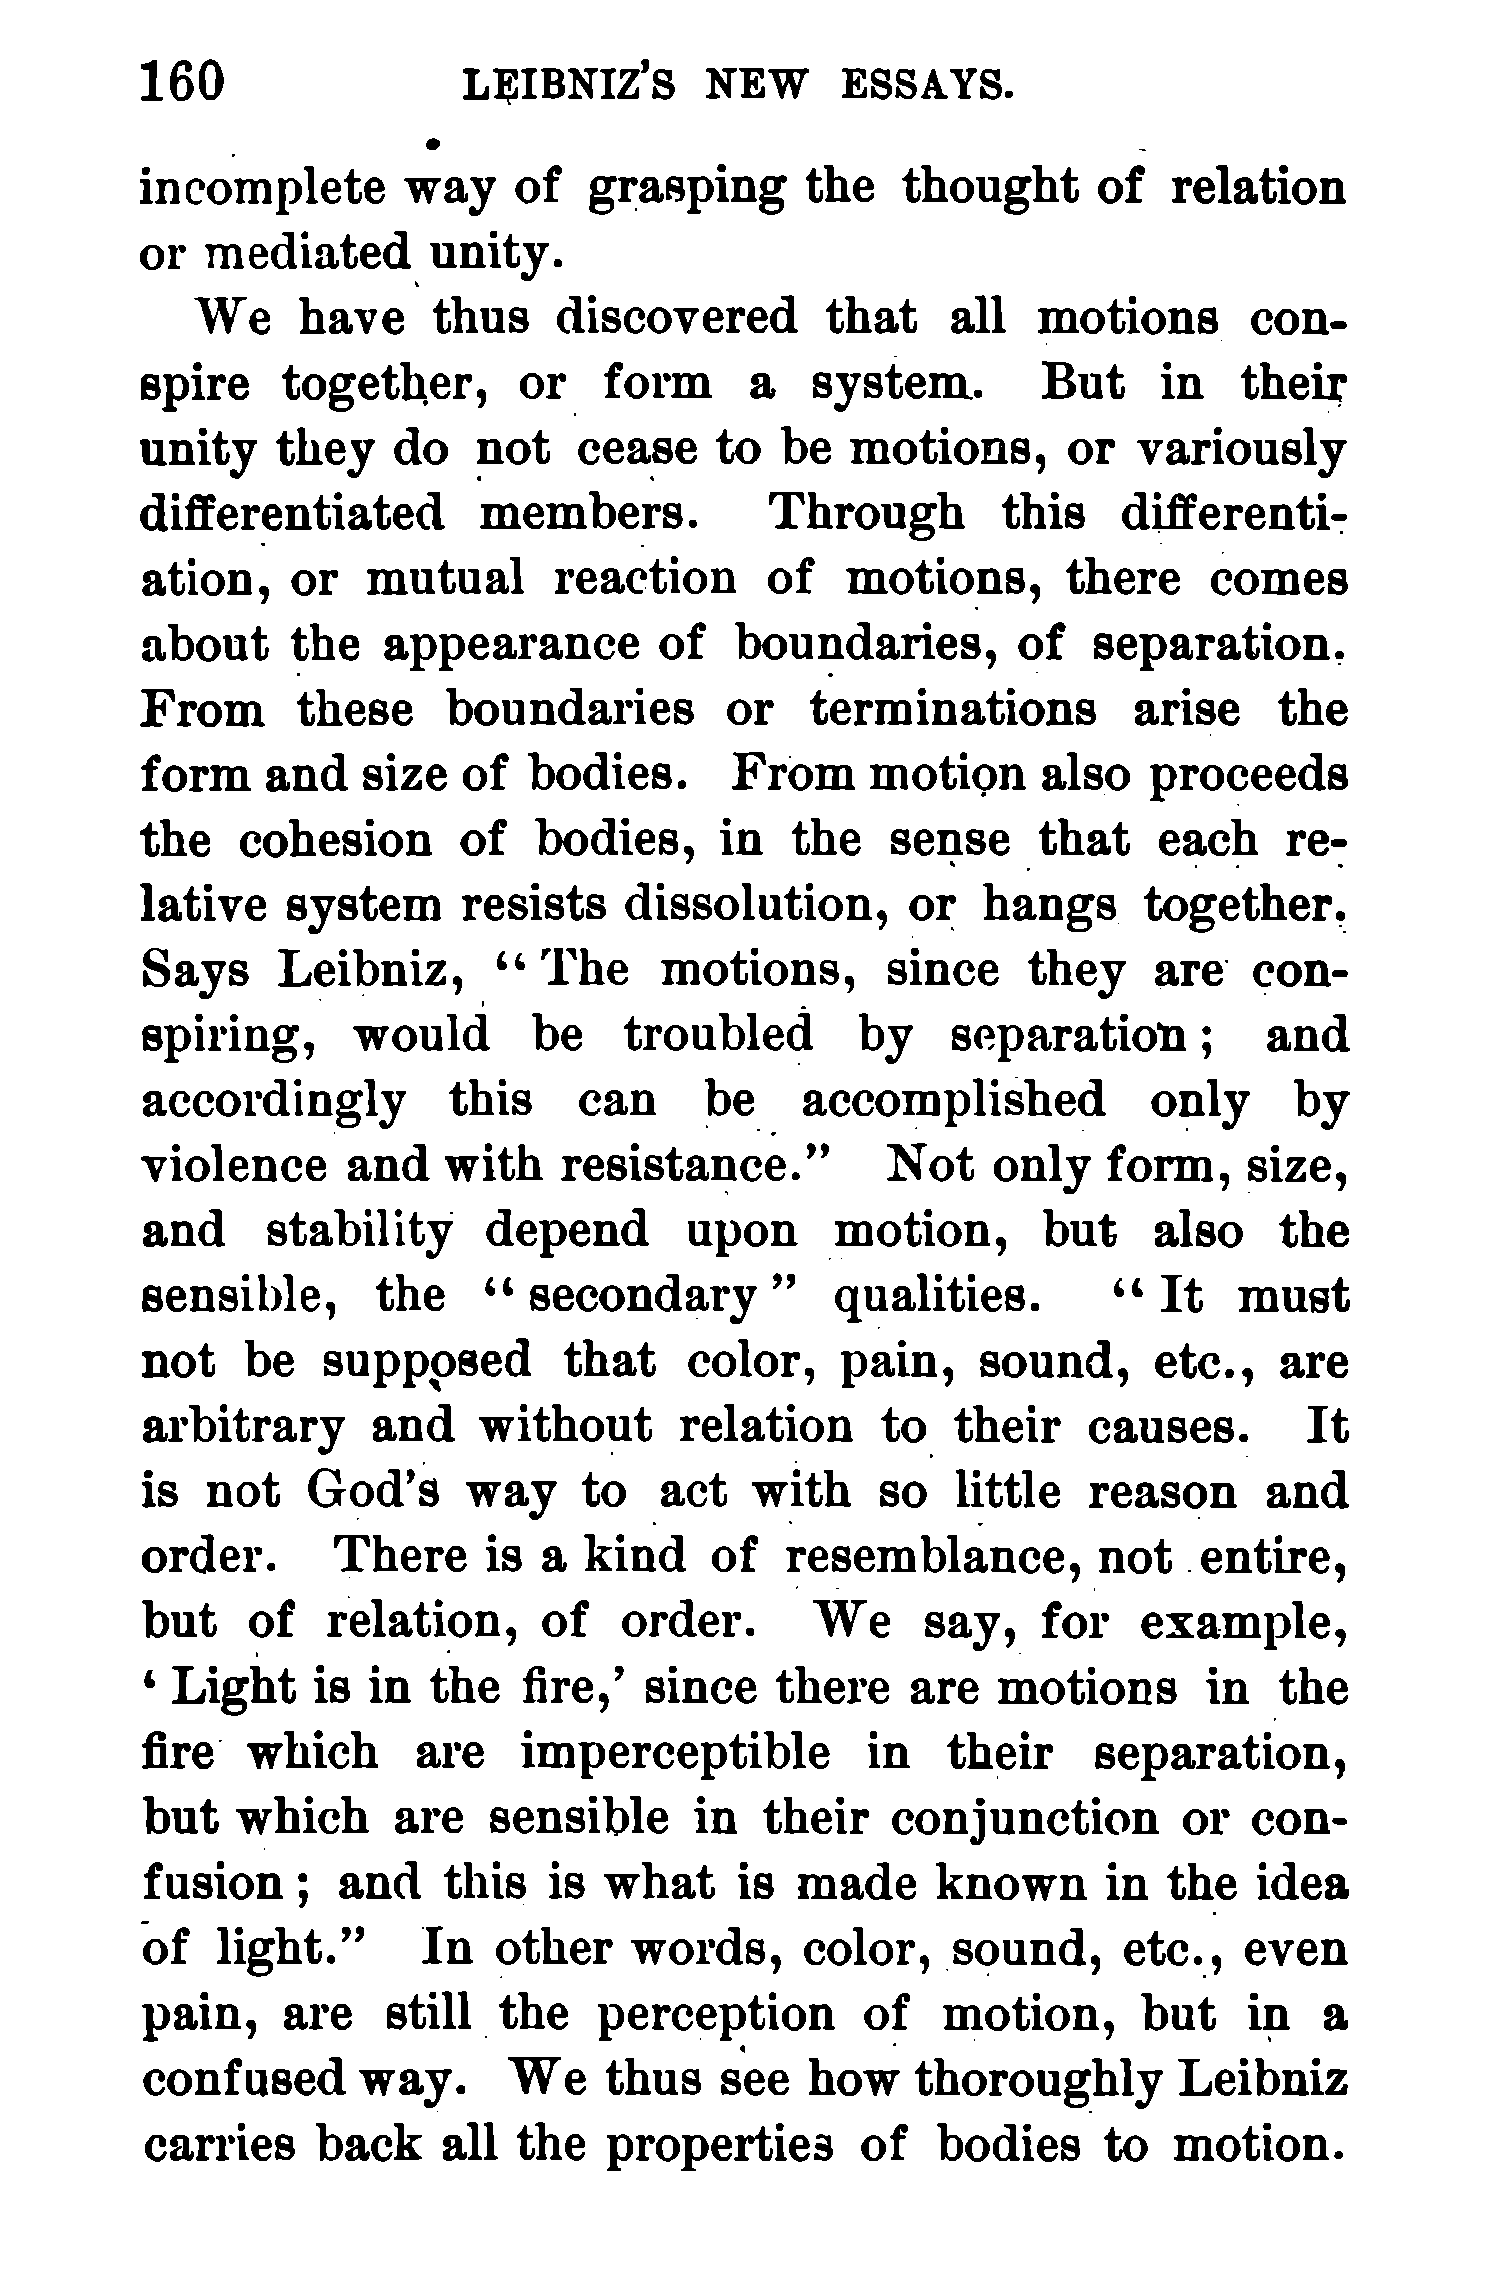 160 LEIBNIZ'S NEW ESSAYS.
incomplete way of grasping the thought of relation
or mediated unity.
We have thus discovered that all motions con-
spire together, or form a system. But in their
unity they do not cease to be motions, or variously
differentiated members. Through this differenti-
ation, or mutual reaction of motions, there comes
about the appearance of boundaries, of separation.
From these boundaries or terminations arise the
form and size of bodies. From motion also proceeds
the cohesion of bodies, in the sense that each re-
lative system resists dissolution, or hangs together.
Says Leibniz, “The motions, since they are con-
spiring, would be troubled by separation; and
accordingly this can be accomplished only by
violence and with resistance.” Not only form, size,
and stability depend upon motion, but also the
sensible, the “secondary” qualities. “It must
not be supposed that color, pain, sound, etc., are
arbitrary and without relation to their causes. It
is not God's way to act with so little reason and
order. There is a kind of resemblance, not entire,
but of relation, of order. We say, for example,
‘Light is in the fire,’ since there are motions in the
fire which are imperceptible in their separation,
but which are sensible in their conjunction or con-
fusion; and this is what is made known in the idea
of light.” In other words, color, sound, etc., even
pain, are still the perception of motion, but in a
confused way. We thus see how thoroughly Leibniz
carries back all the properties of bodies to motion.